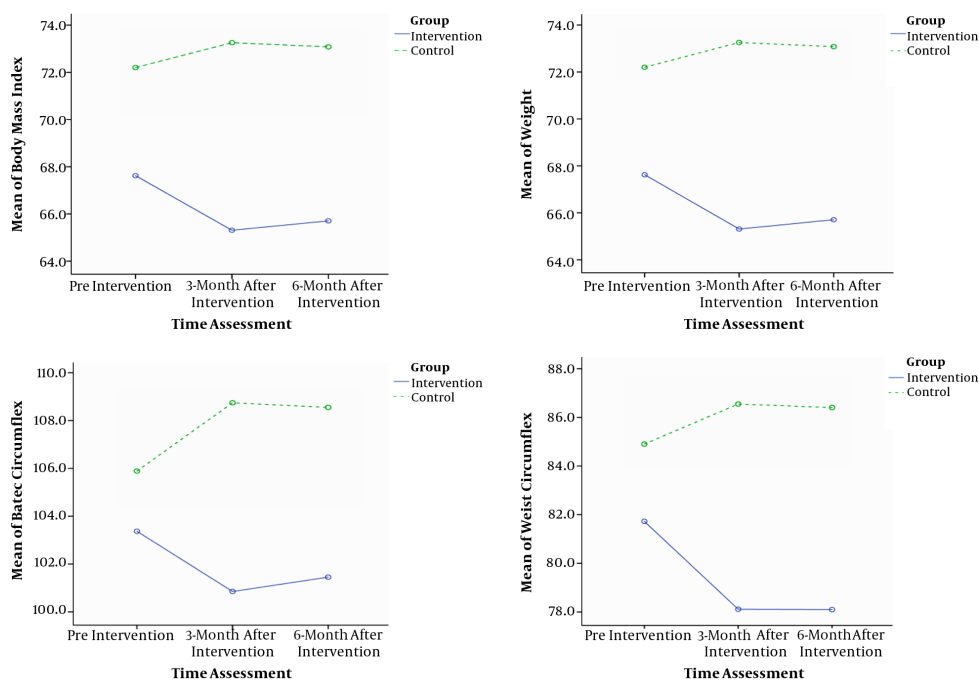 Mean of Body Mass Index
74.0
72.0
70.0
68.0
66.0
64.0
Pre Intervention
3-Month After
Intervention
6-Month After
Intervention
Time Assessment
Group
Intervention
Control
Mean of Weight
74.0
72.0
70.0
68.0
66.0
64.0
Pre Intervention
3-Month After
Intervention
6-Month After
Intervention
Time Assessment
Group
Intervention
Control
Mean of Batec Circumflex
110.0
108.0
106.0
104.0
102.0
100.0
Pre Intervention
3-Month After
Intervention
6-Month After
Intervention
Time Assessment
Group
Intervention
Control
Mean of Weist Circumflex
88.0
86.0
84.0
82.0
80.0
78.0
Pre Intervention
3-Month After
Intervention
6-Month After
Intervention
Time Assessment
Group
Intervention
Control